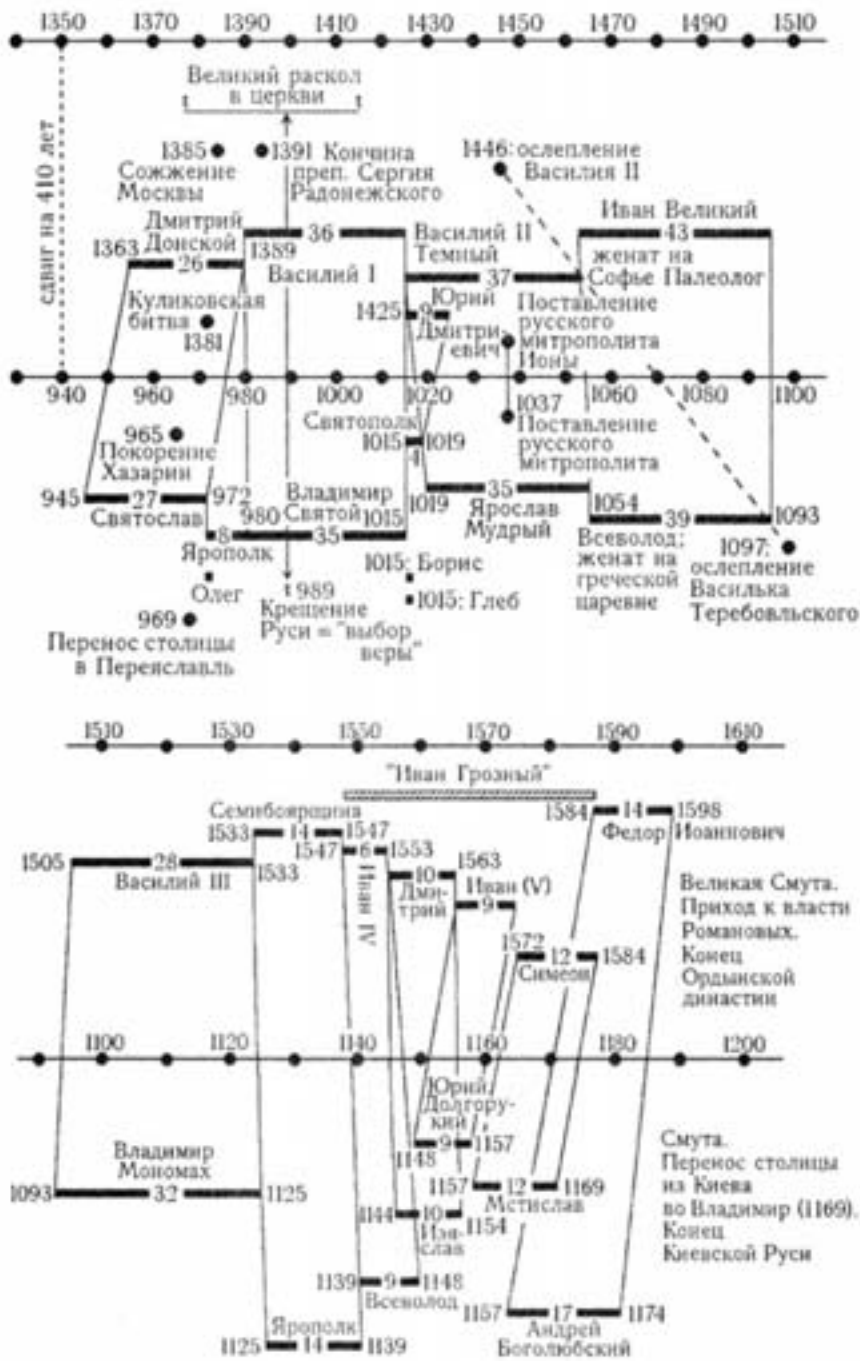 1350 1370 1390 1410 1430 1450 1470 1490 1510
сдвиг на 410 лет
Великий раскол
в церкви
1385
Сожжение
Москвы
1391 Кончина
преп. Сергия
Радонежского
1446: ослепление
Василия II
Дмитрий
Донской
1363
26
1389
36
Василий I
Василий II
Темный
37
Иван Великий
43
женат на
Софье Палеолог
Куликовская
битва
1381
1425
9
Юрий
Дмитри-
евич
Поставление
русского
митрополита
Ионы
940 960 980 1000 1020 1060 1080 1100
1037
Поставление
русского
митрополита
965
Покорение
Хазарии
Святополк
1015 1019
4
945
27
972
Святослав
980
Владимир
Святой
1015
8
35
Ярополк
1019
35
Ярослав
Мудрый
1054
39
1093
Всеволод;
женат на
греческой
царевне
1097:
ослепление
Василька
Теребовльского
Олег
1015: Борис
1015: Глеб
989
Крещение
Руси = "выбор
веры"
969
Перенос столицы
в Переяславль
1510 1530 1550 1570 1590 1610
"Иван Грозный"
Семибоярщина
1533 14 1547
1547 6 1553
Иван IV
1505 28 1533
Василий III
10 1563
Дми-
трий
Иван (V)
9
1572
12 1584
Симеон
1584 14 1598
Федор Иоаннович
Великая Смута.
Приход к власти
Романовых.
Конец
Ордынской
династии
1100 1120 1140 1160 1180 1200
Юрий
Долгору-
кий
1148 9 1157
Владимир
Мономах
1093 32 1125
1157 12 1169
Мстислав
1144 10 1154
Изя-
слав
Смута.
Перенос столицы
из Киева
во Владимир (1169).
Конец
Киевской Руси
1139 9 1148
Всеволод
1157 17 1174
Андрей
Боголюбский
Ярополк
1125 14 1139